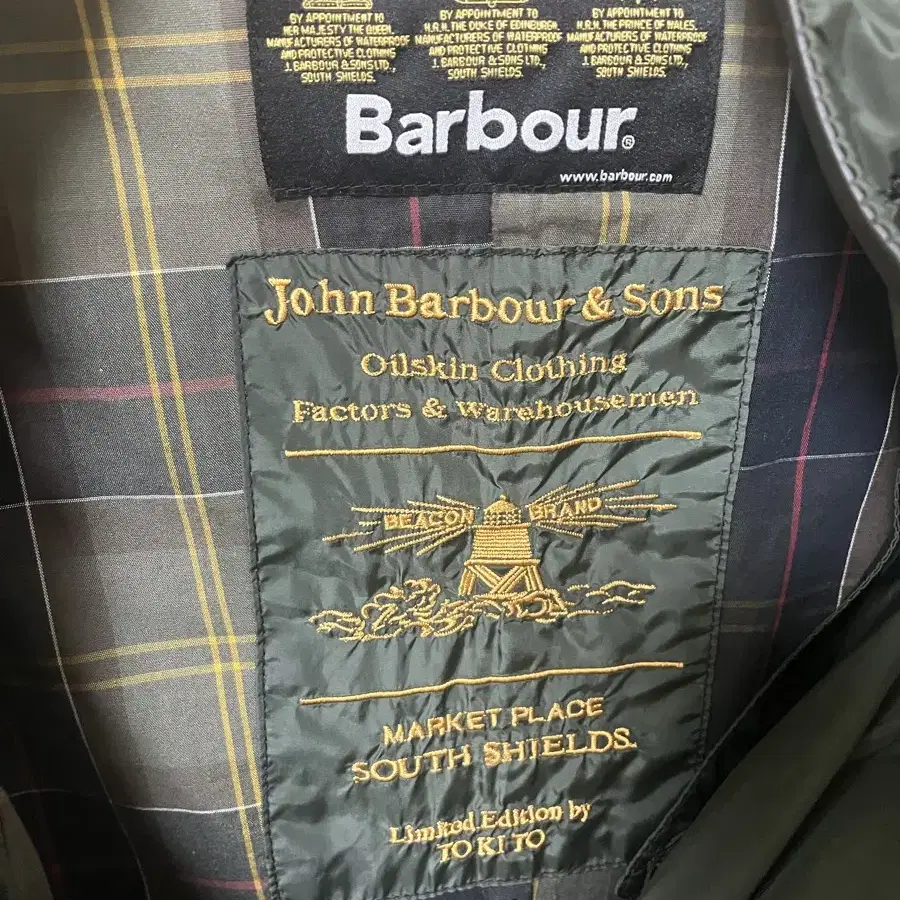 BY APPOINTMENT TO
HER MAJESTY THE QUEEN
MANUFACTURERS OF WATERPROOF
AND PROTECTIVE CLOTHING
J. BARBOUR & SONS LTD.,
SOUTH SHIELDS.
BY APPOINTMENT TO
H.R.H. THE DUKE OF EDINBURGH
MANUFACTURERS OF WATERPROOF
AND PROTECTIVE CLOTHING
J. BARBOUR & SONS LTD.,
SOUTH SHIELDS.
BY APPOINTMENT TO
H.R.H. THE PRINCE OF WALES
MANUFACTURERS OF WATERPROOF
AND PROTECTIVE CLOTHING
J. BARBOUR & SONS LTD.,
SOUTH SHIELDS.
Barbour®
www.barbour.com
John Barbour & Sons
Oilskin Clothing
Factors & Warehousemen
BEACON BRAND
MARKET PLACE
SOUTH SHIELDS.
Limited Edition by
TO KI TO